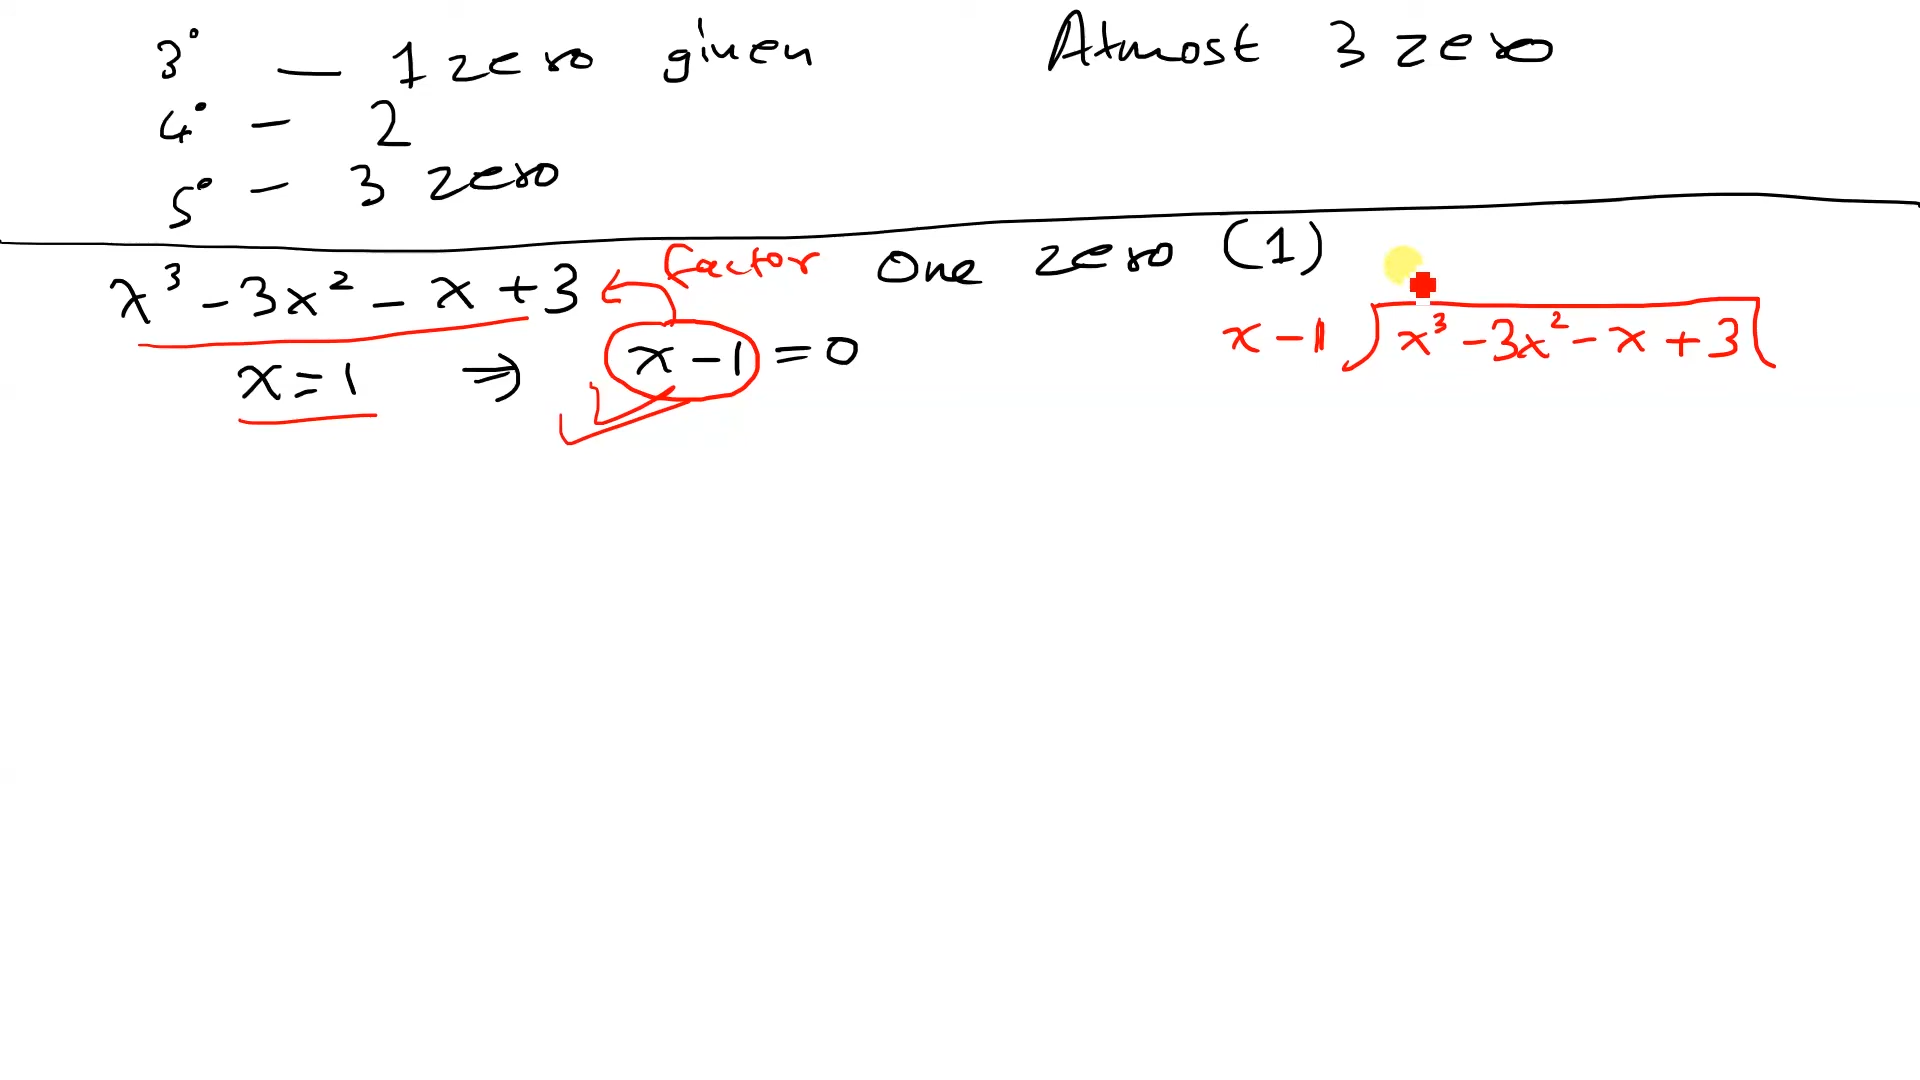 3° — 1 zero given Atmost 3 zero
4° – 2
5° – 3 zero
x³ – 3x² – x + 3 factor One zero (1)
x – 1 ) x³ – 3x² – x + 3 (
x = 1 ⇒ x – 1 = 0